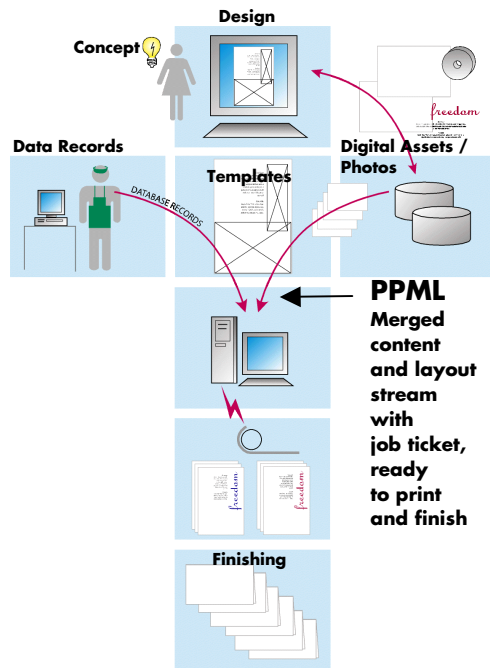 Design
Concept
freedom
Data Records
Digital Assets /
Photos
Templates
DATABASE RECORDS
PPML
Merged
content
and layout
stream
with
job ticket,
ready
to print
and finish
freedom
freedom
Finishing